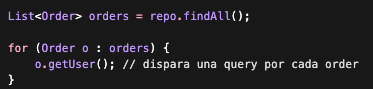 List<Order> orders = repo.findAll();
for (Order o : orders) {
o.getUser(); // dispara una query por cada order
}